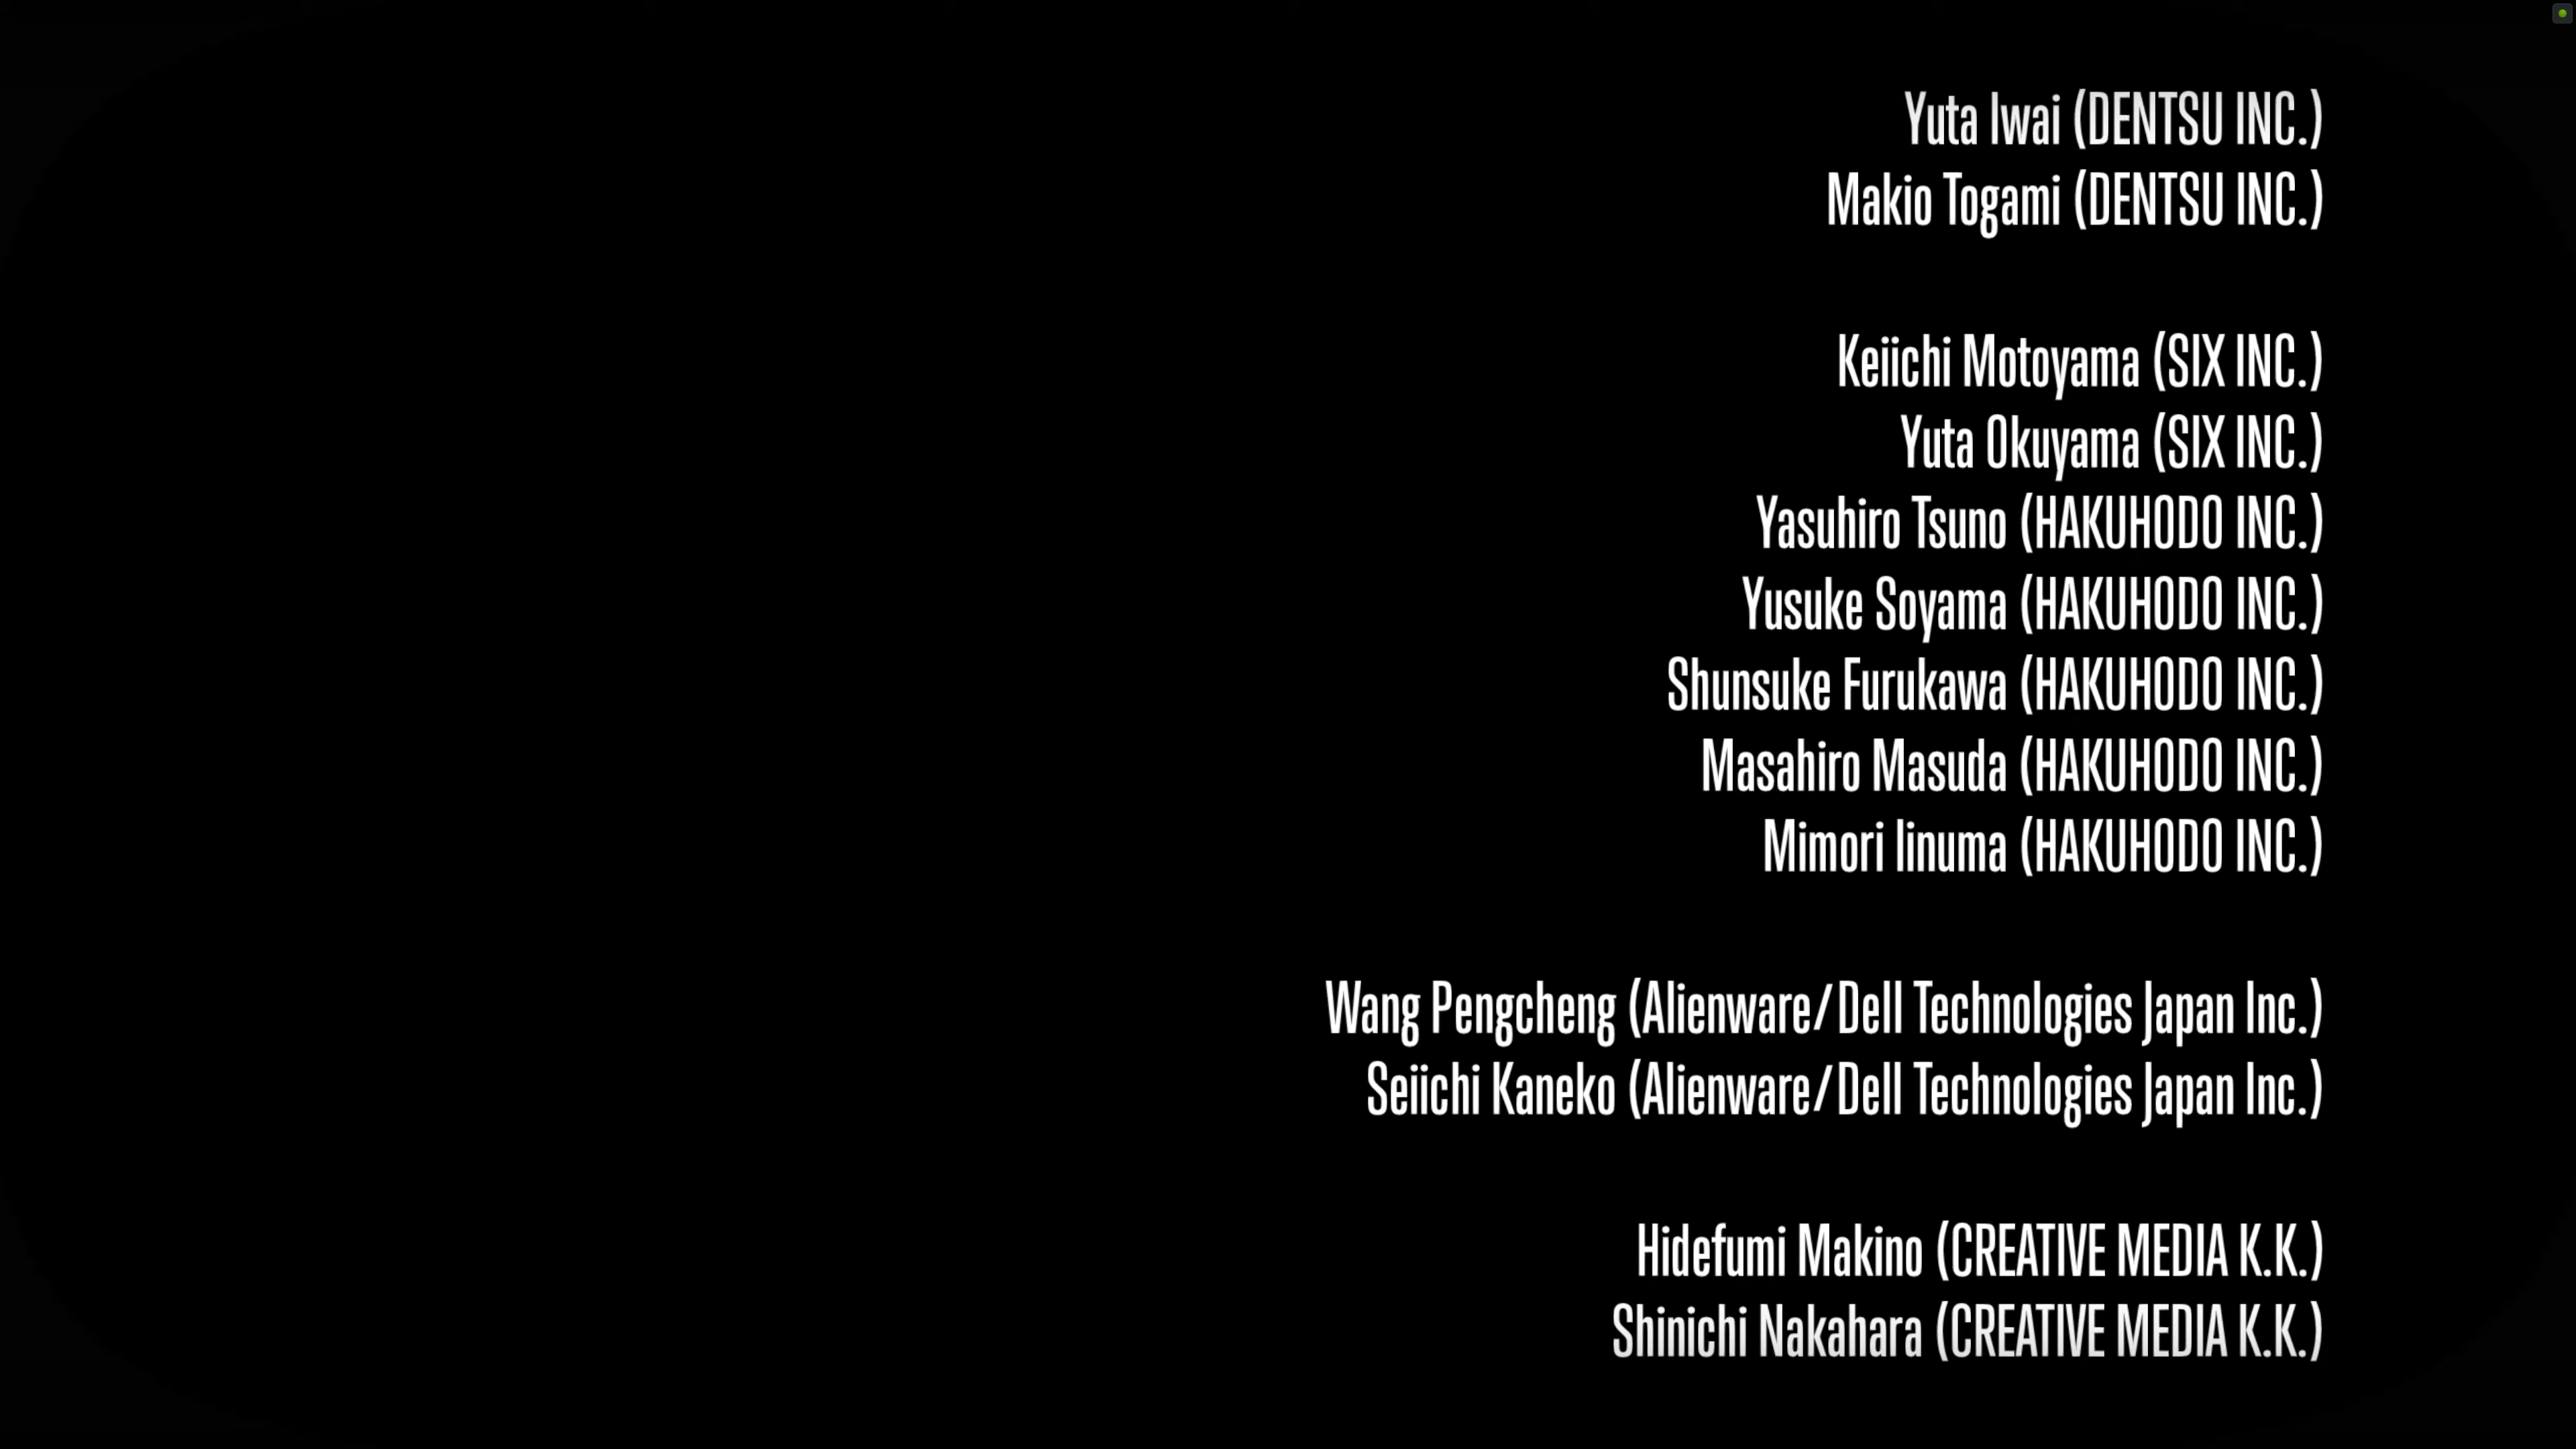 Yuta Iwai (DENTSU INC.)
Makio Togami (DENTSU INC.)
Keiichi Motoyama (SIX INC.)
Yuta Okuyama (SIX INC.)
Yasuhiro Tsuno (HAKUHODO INC.)
Yusuke Soyama (HAKUHODO INC.)
Shunsuke Furukawa (HAKUHODO INC.)
Masahiro Masuda (HAKUHODO INC.)
Mimori Iinuma (HAKUHODO INC.)
Wang Pengcheng (Alienware/Dell Technologies Japan Inc.)
Seiichi Kaneko (Alienware/Dell Technologies Japan Inc.)
Hidefumi Makino (CREATIVE MEDIA K.K.)
Shinichi Nakahara (CREATIVE MEDIA K.K.)